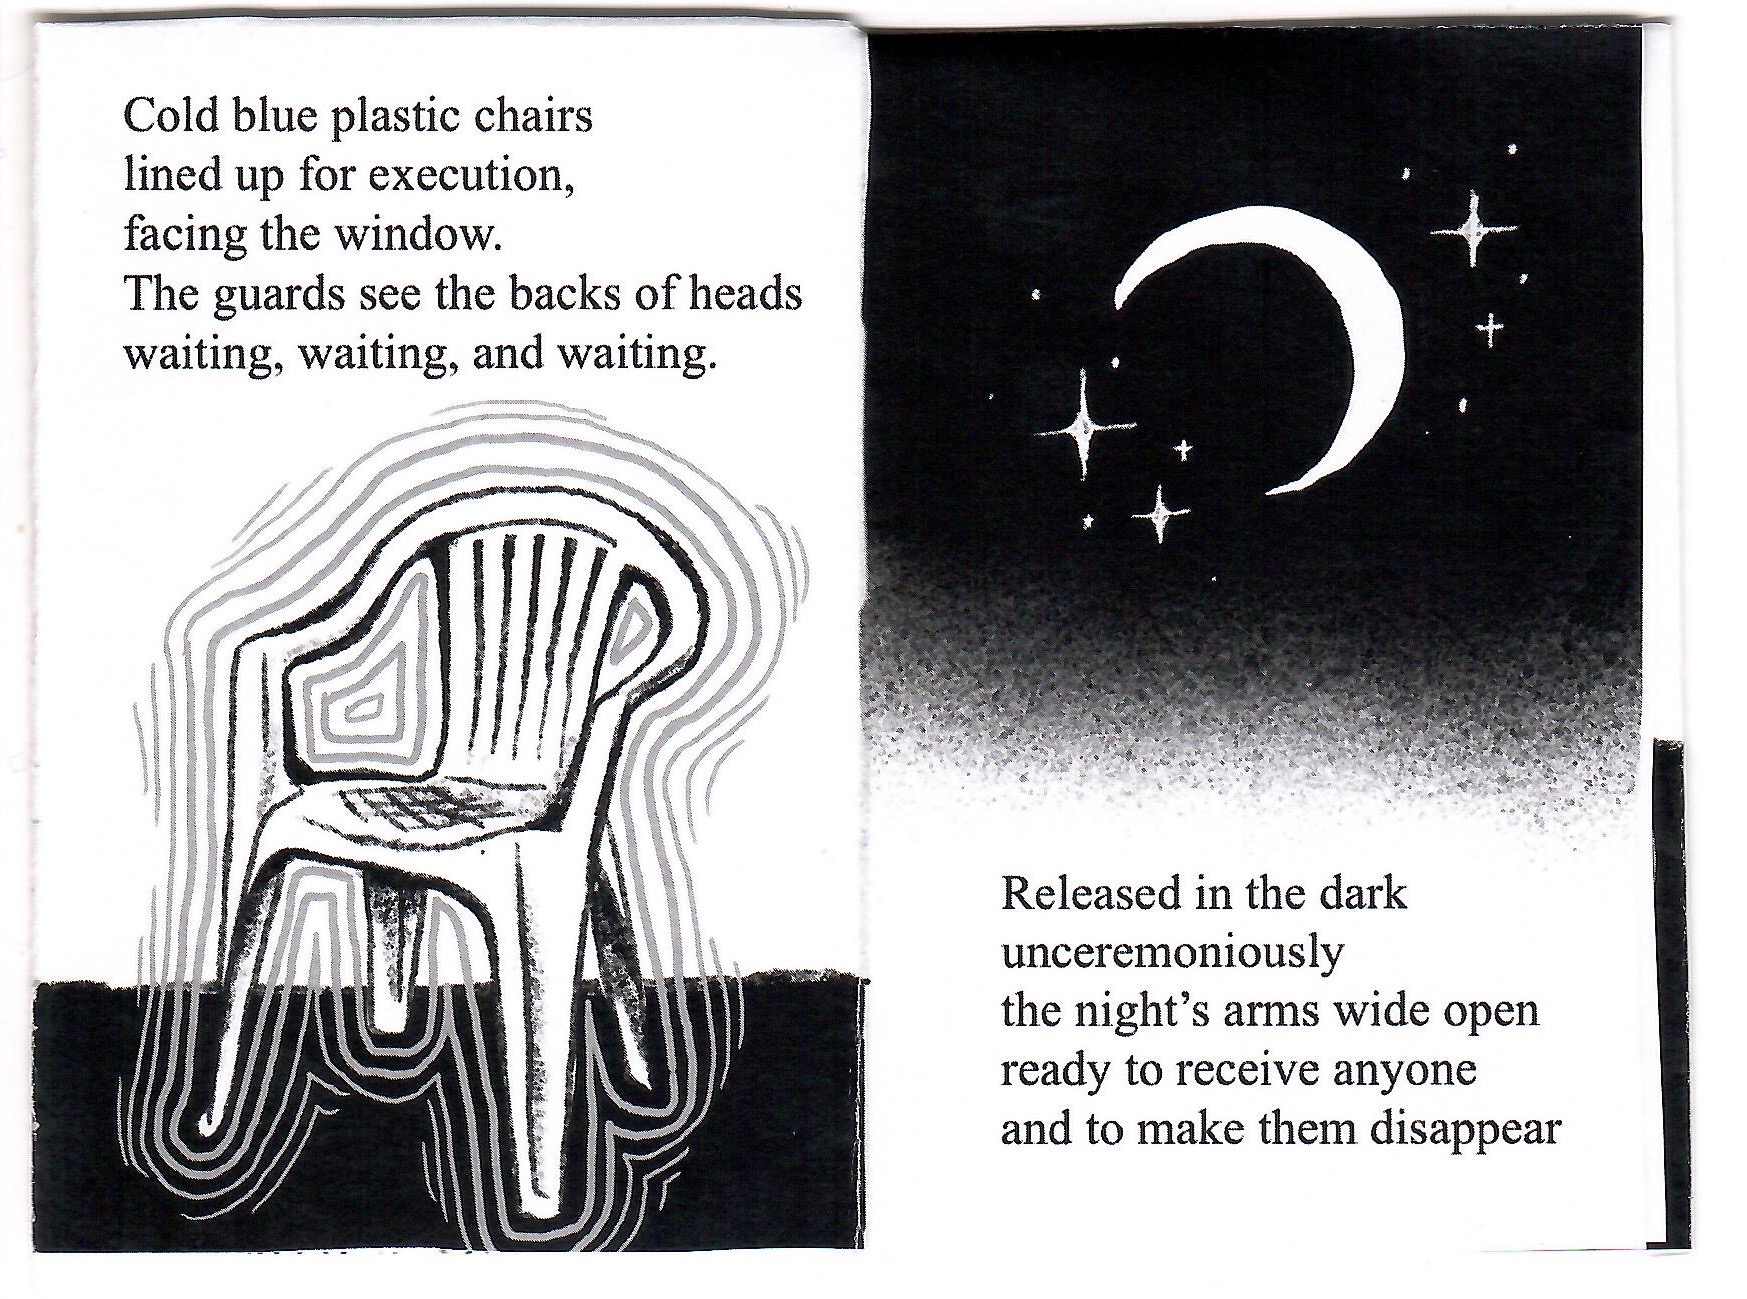 Cold blue plastic chairs
lined up for execution,
facing the window.
The guards see the backs of heads
waiting, waiting, and waiting.
Released in the dark
unceremoniously
the night’s arms wide open
ready to receive anyone
and to make them disappear